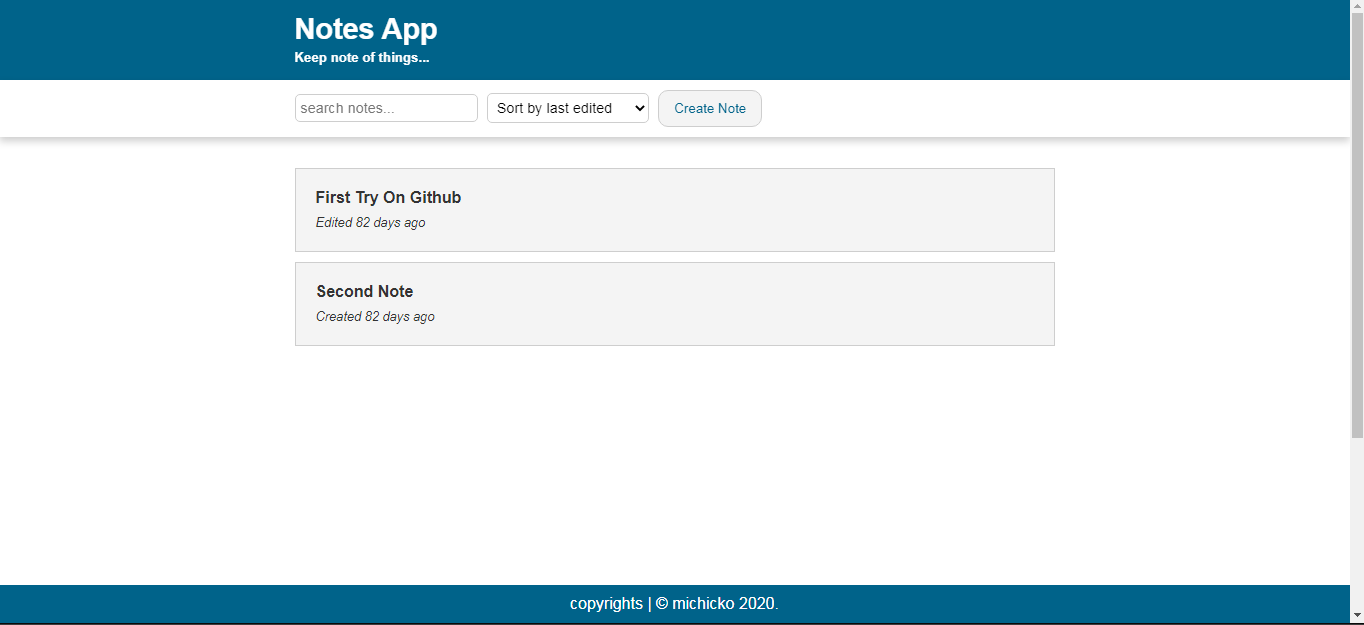 Notes App
Keep note of things...
search notes... Sort by last edited Create Note
First Try On Github
Edited 82 days ago
Second Note
Created 82 days ago
copyrights | © michicko 2020.